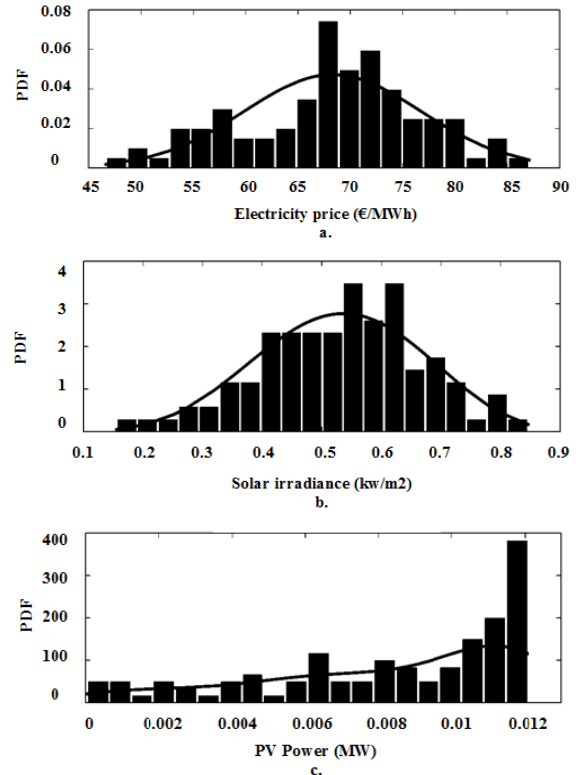 0.08
0.06
0.04
0.02
0
PDF
45 50 55 60 65 70 75 80 85 90
Electricity price (€/MWh)
a.
4
3
2
1
0
PDF
0.1 0.2 0.3 0.4 0.5 0.6 0.7 0.8 0.9
Solar irradiance (kw/m2)
b.
400
300
200
100
0
PDF
0 0.002 0.004 0.006 0.008 0.01 0.012
PV Power (MW)
c.